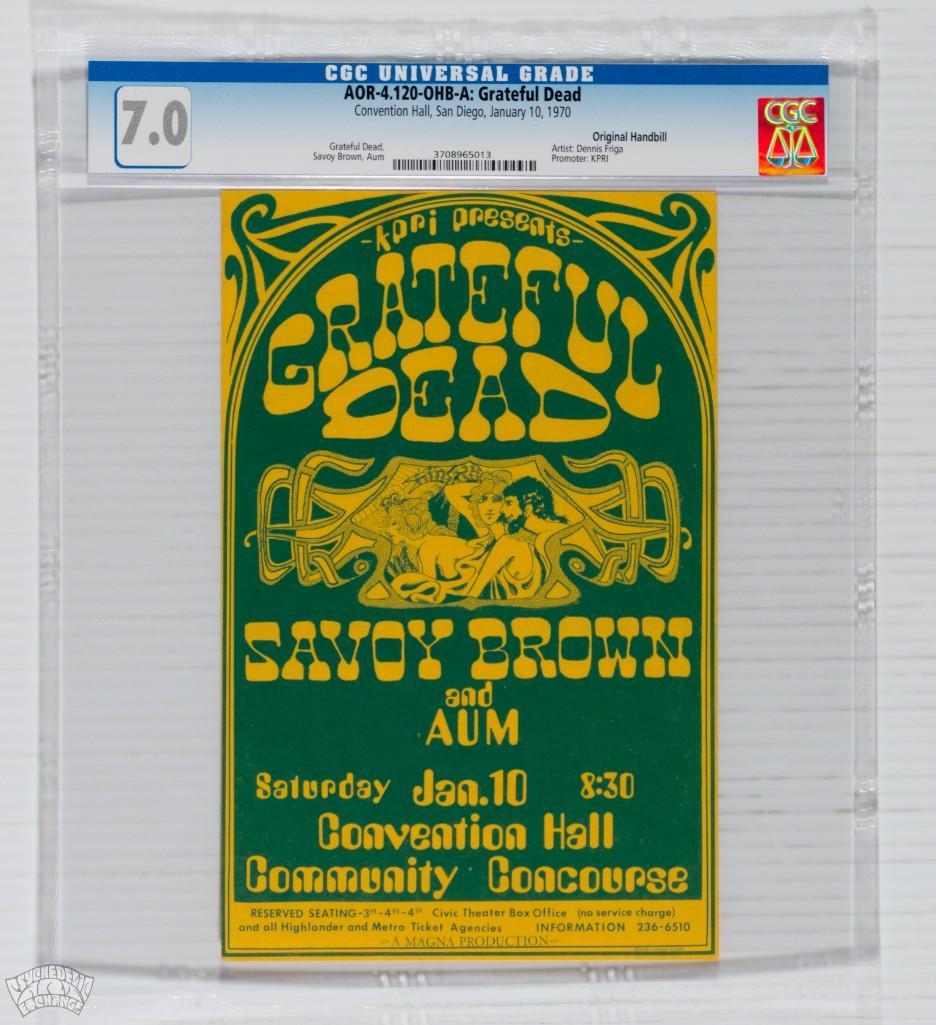 CGC UNIVERSAL GRADE
7.0
AOR-4.120-OHB-A: Grateful Dead
Convention Hall, San Diego, January 10, 1970
Original Handbill
Grateful Dead,
Savoy Brown, Aum
3708965013
Artist: Dennis Friga
Promoter: KPRI
CGC
-kpri presents-
GRATEFUL
DEAD
SAVOY BROWN
and
AUM
Saturday Jan.10 8:30
Convention Hall
Community Concourse
RESERVED SEATING- Civic Theater Box Office (no service charge)
and all Highlander and Metro Ticket Agencies INFORMATION 236-6510
A MAGNA PRODUCTION
PSYCHEDELIC
ART
EXCHANGE